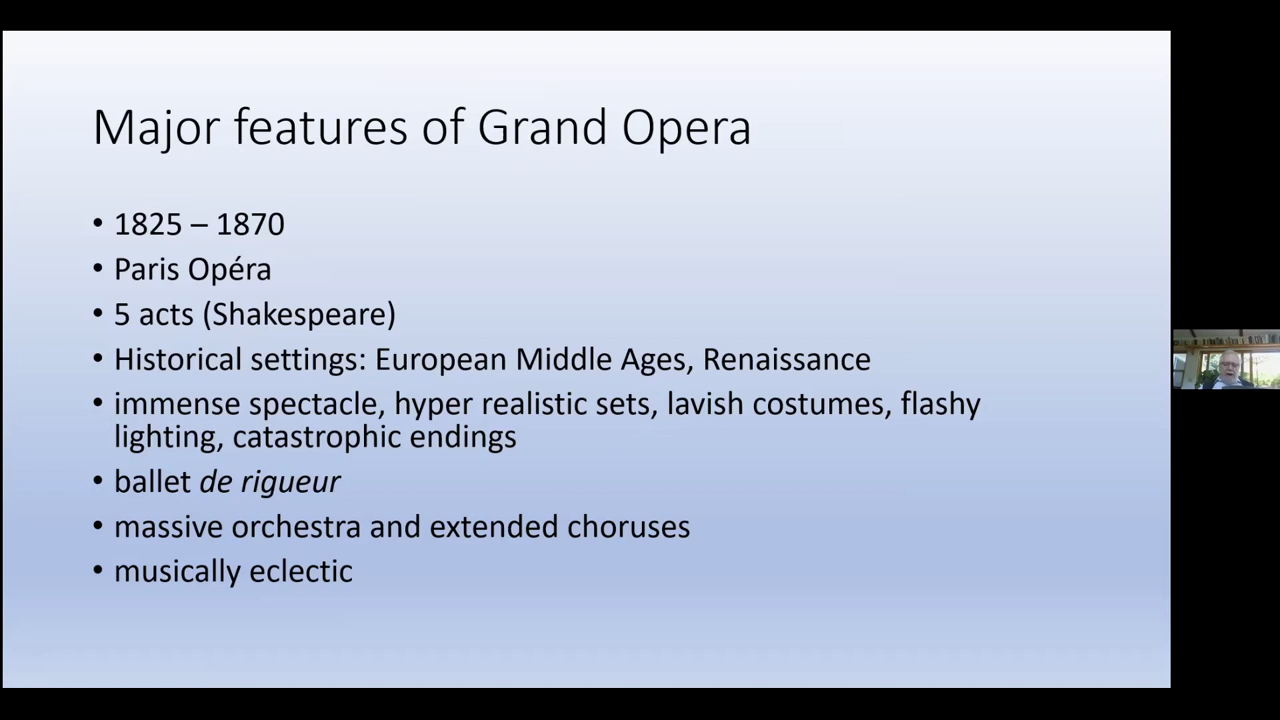 Major features of Grand Opera
• 1825 – 1870
• Paris Opéra
• 5 acts (Shakespeare)
• Historical settings: European Middle Ages, Renaissance
• immense spectacle, hyper realistic sets, lavish costumes, flashy
lighting, catastrophic endings
• ballet de rigueur
• massive orchestra and extended choruses
• musically eclectic